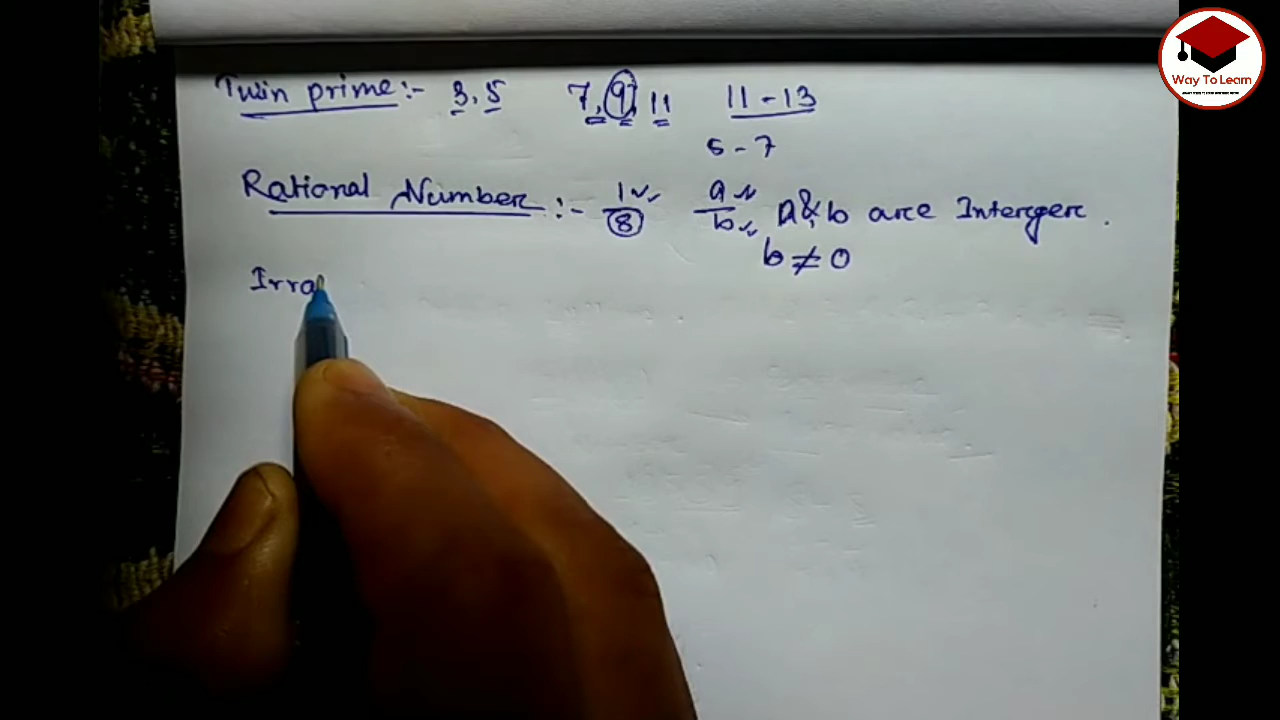 Twin prime :- 3, 5 7, 9, 11 11 - 13
5 - 7
Rational Number :- 1/8 a/b a & b are Interger.
b ≠ 0
Irra
Way To Learn